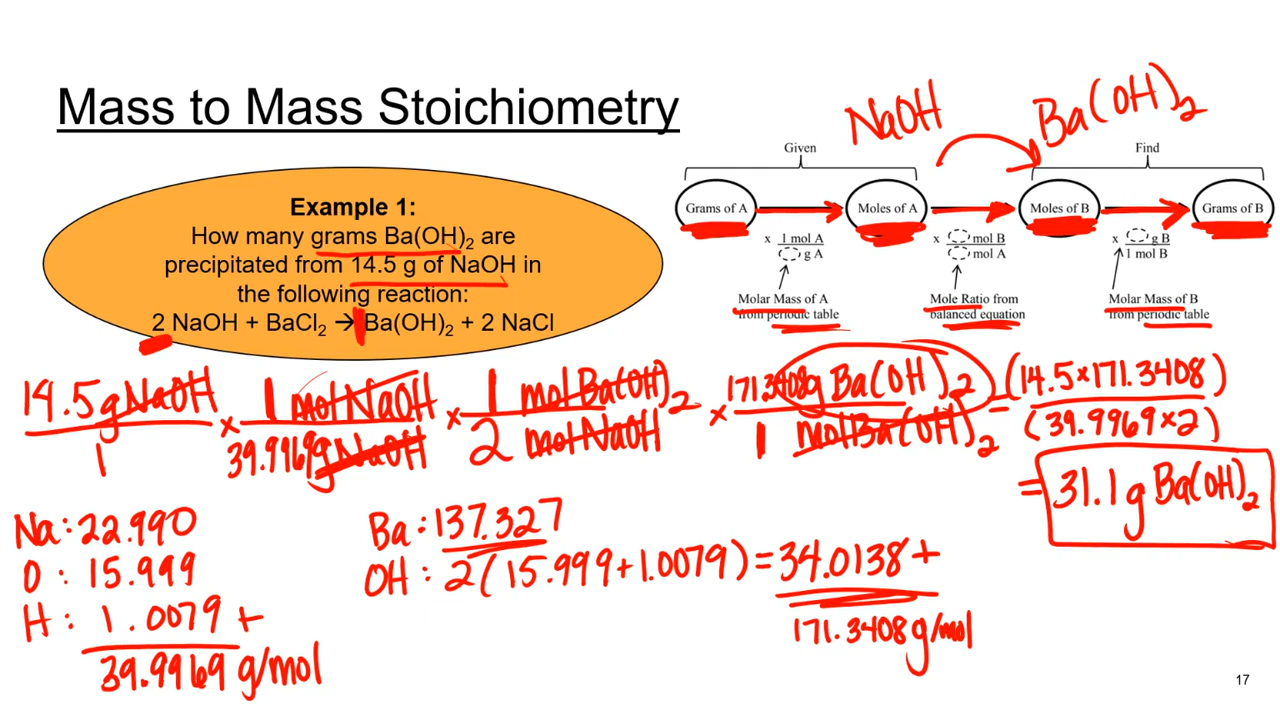 Mass to Mass Stoichiometry
NaOH
Ba(OH)₂
Given
Find
Grams of A
Moles of A
Moles of B
Grams of B
x 1 mol A / g A
x mol B / mol A
x g B / 1 mol B
Molar Mass of A
from periodic table
Mole Ratio from
balanced equation
Molar Mass of B
from periodic table
Example 1:
How many grams Ba(OH)₂ are
precipitated from 14.5 g of NaOH in
the following reaction:
2 NaOH + BaCl₂ → 1 Ba(OH)₂ + 2 NaCl
14.5 g NaOH / 1 x 1 mol NaOH / 39.9969 g NaOH x 1 mol Ba(OH)₂ / 2 mol NaOH x 171.3408 g Ba(OH)₂ / 1 mol Ba(OH)₂ = (14.5 x 171.3408) / (39.9969 x 2)
= 31.1 g Ba(OH)₂
Na: 22.990
O: 15.999
H: 1.0079 +
39.9969 g/mol
Ba: 137.327
OH: 2(15.999+1.0079) = 34.0138 +
171.3408 g/mol
17